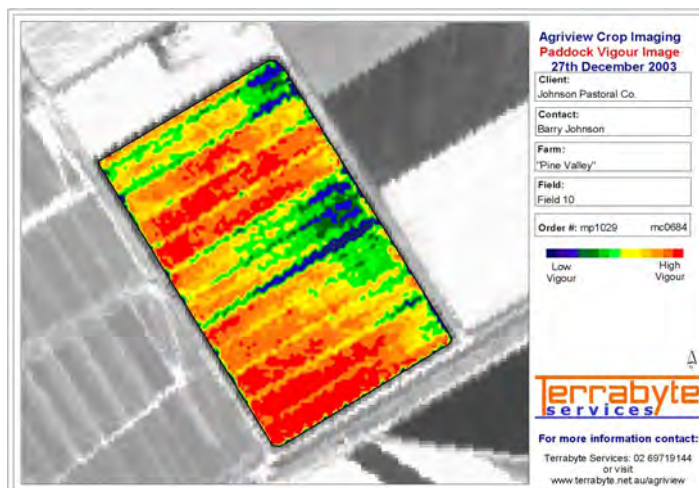 Agriview Crop Imaging
Paddock Vigour Image
27th December 2003
Client:
Johnson Pastoral Co.
Contact:
Barry Johnson
Farm:
"Pine Valley"
Field:
Field 10
Order #: mp1029 mc0684
Low Vigour
High Vigour
Terrabyte
services
For more information contact:
Terrabyte Services: 02 69719144
or visit
www.terrabyte.net.au/agriview